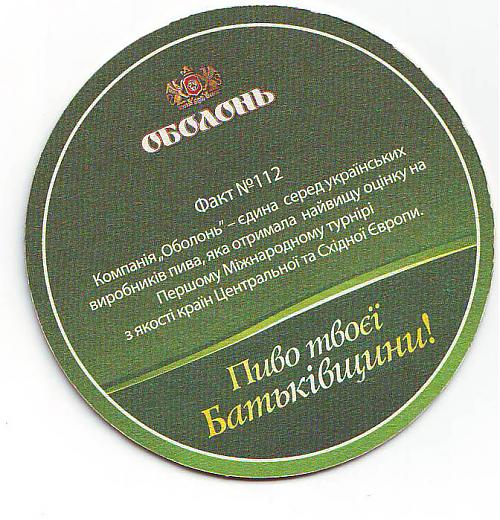 ОБОЛОНЬ
Факт №112
Компанія „Оболонь” – єдина серед українських
виробників пива, яка отримала найвищу оцінку на
Першому Міжнародному турнірі
з якості країн Центральної та Східної Європи.
Пиво твоєї
Батьківщини!